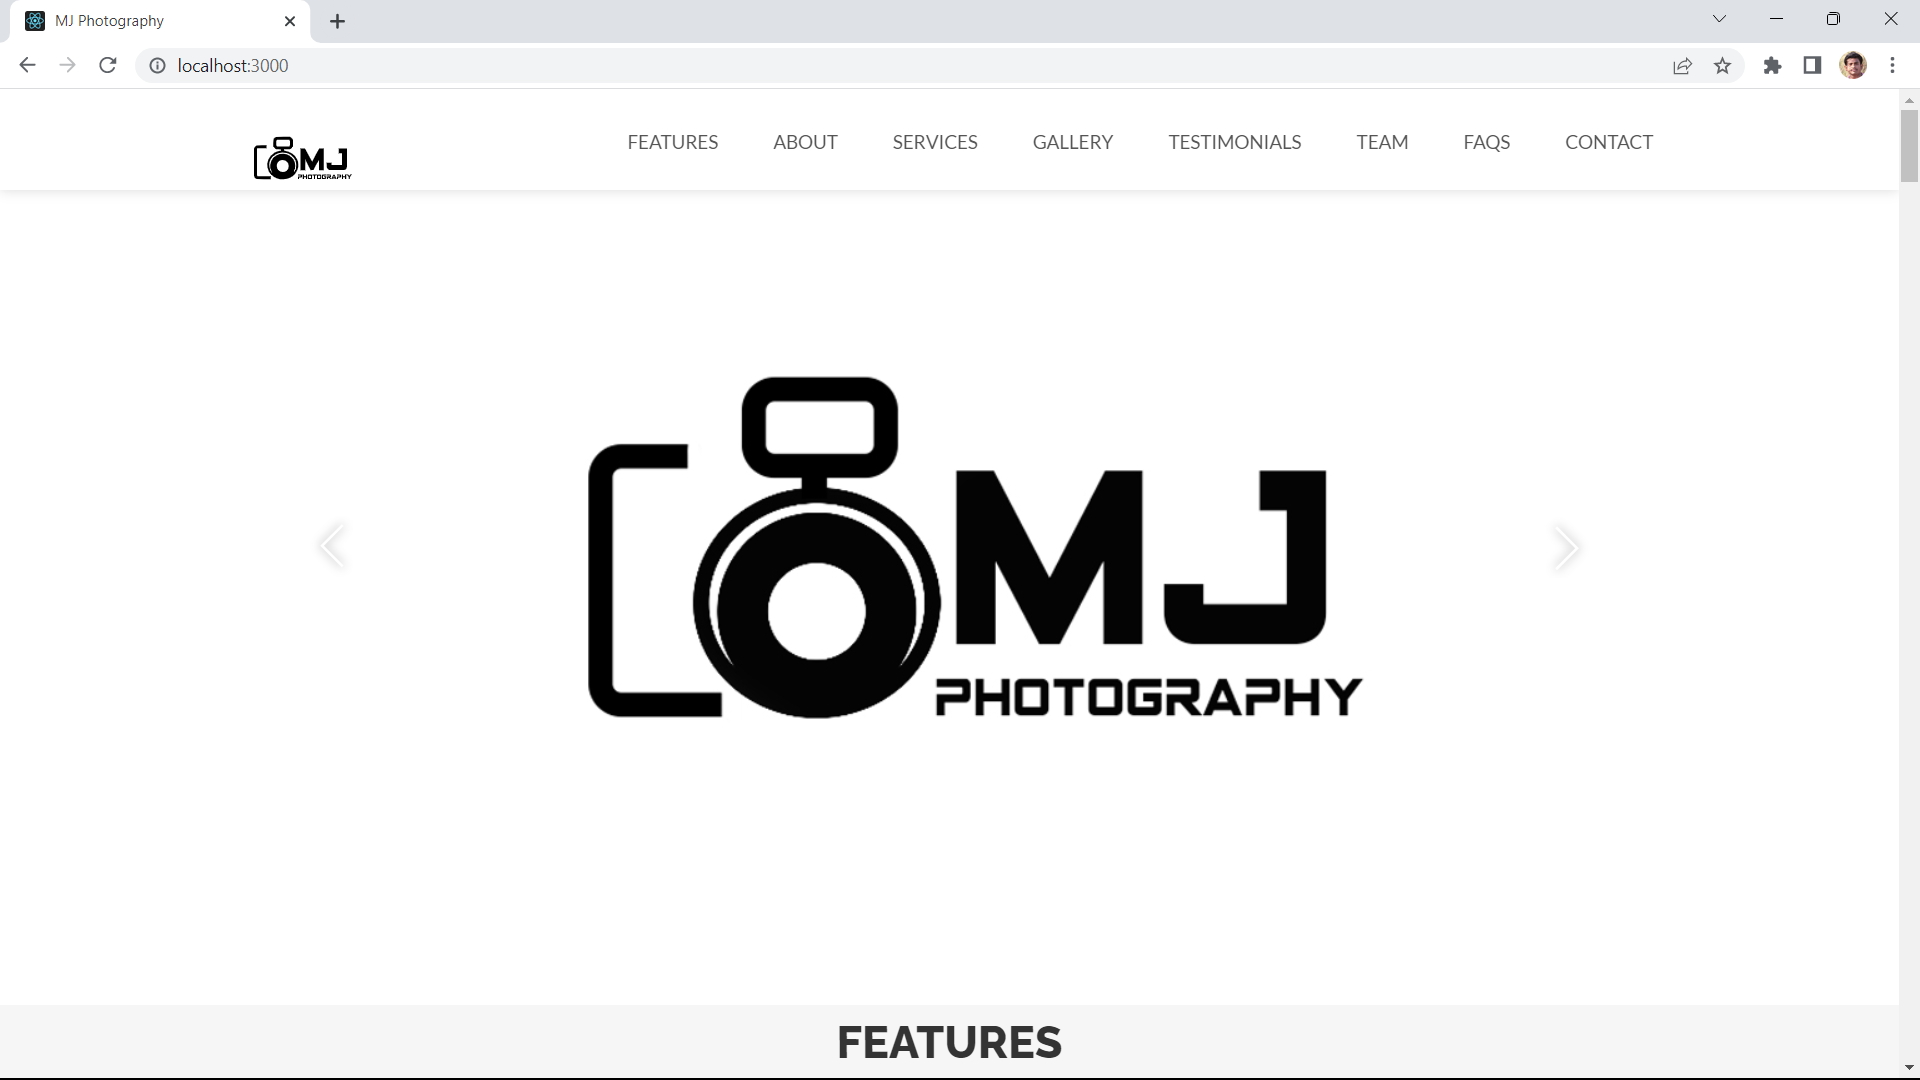 MJ Photography
localhost:3000
MJ
PHOTOGRAPHY
FEATURES ABOUT SERVICES GALLERY TESTIMONIALS TEAM FAQS CONTACT
MJ
PHOTOGRAPHY
FEATURES